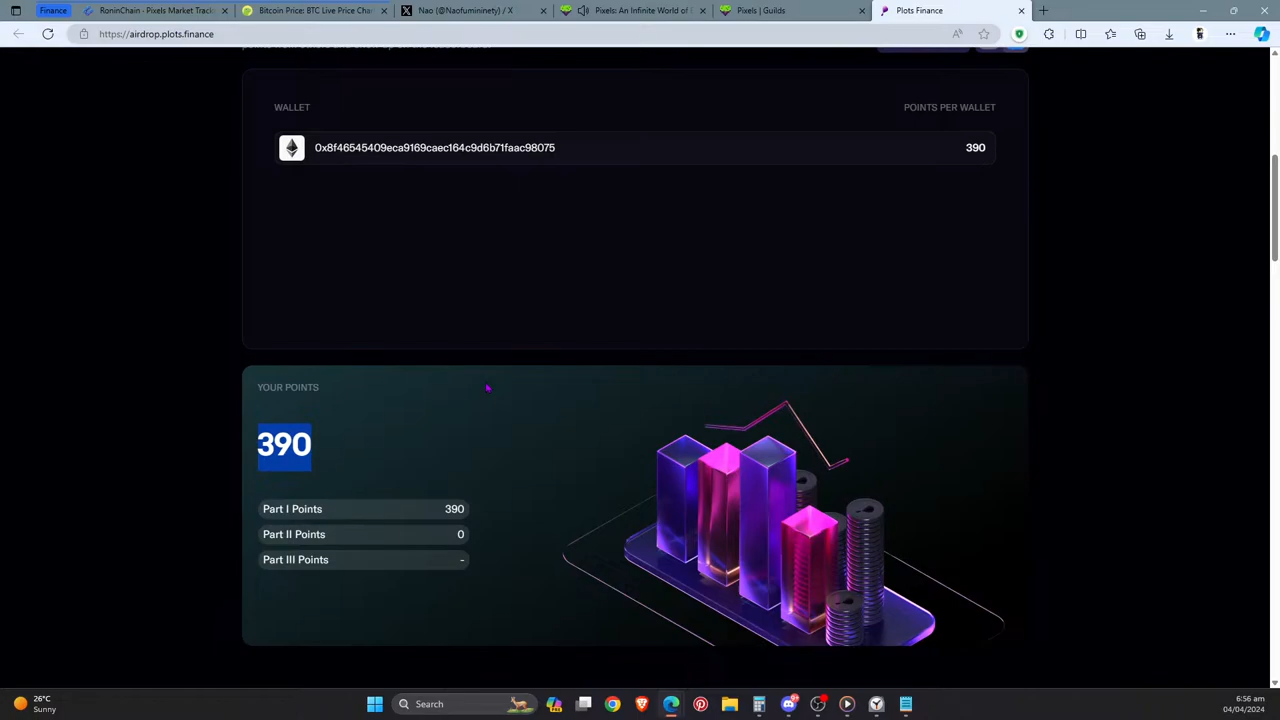 Finance
RoninChain - Pixels Market Track
Bitcoin Price: BTC Live Price Char
Nao (@Naofumininety) / X
Pixels: An Infinite World of
Pixels | Guilds
Plots Finance
https://airdrop.plots.finance
WALLET
POINTS PER WALLET
0x8f46545409eca9169caec164c9d6b71faac98075
390
YOUR POINTS
390
Part I Points
390
Part II Points
0
Part III Points
-
26°C
Sunny
Search
6:56 am
04/04/2024